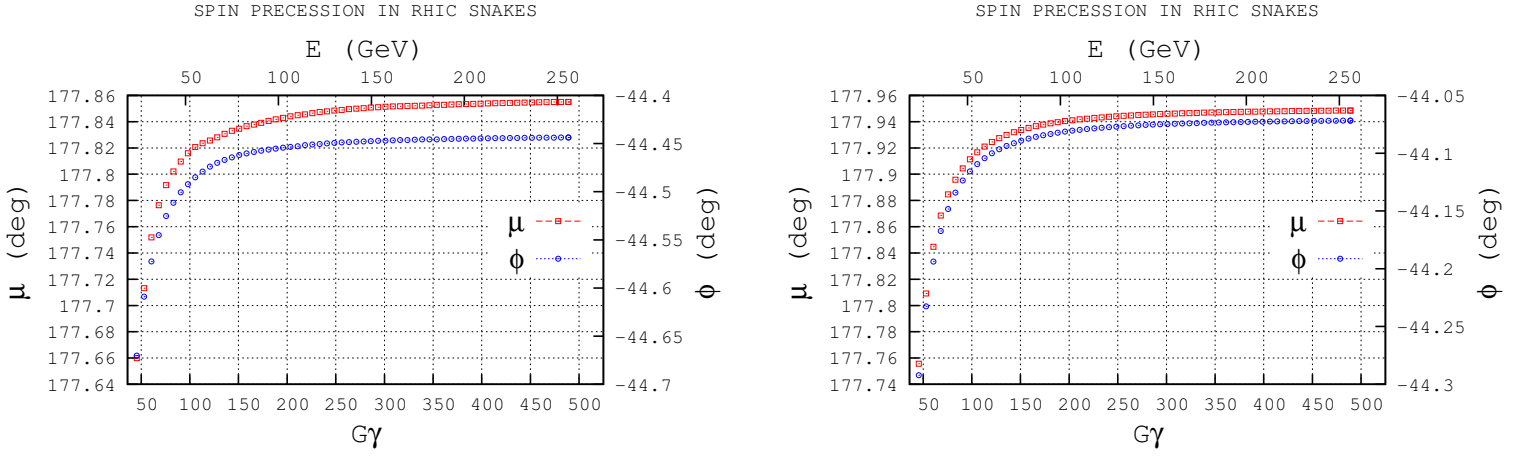 SPIN PRECESSION IN RHIC SNAKES
E (GeV)
50 100 150 200 250
177.86
177.84
177.82
177.8
177.78
177.76
177.74
177.72
177.7
177.68
177.66
177.64
μ (deg)
-44.4
-44.45
-44.5
-44.55
-44.6
-44.65
-44.7
ϕ (deg)
μ
ϕ
50 100 150 200 250 300 350 400 450 500
Gγ
SPIN PRECESSION IN RHIC SNAKES
E (GeV)
50 100 150 200 250
177.96
177.94
177.92
177.9
177.88
177.86
177.84
177.82
177.8
177.78
177.76
177.74
μ (deg)
-44.05
-44.1
-44.15
-44.2
-44.25
-44.3
ϕ (deg)
μ
ϕ
50 100 150 200 250 300 350 400 450 500
Gγ